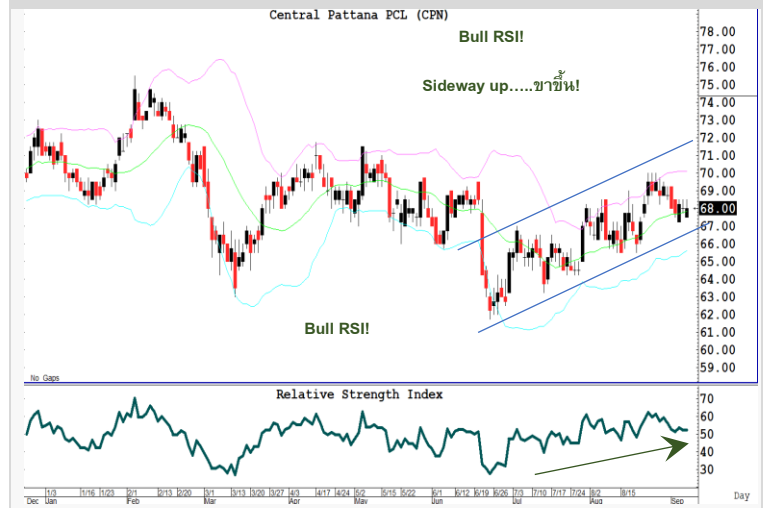 Central Pattana PCL (CPN)
Bull RSI!
Sideway up.....ขาขึ้น!
78.00
77.00
76.00
75.00
74.00
73.00
72.00
71.00
70.00
69.00
68.00
67.00
66.00
65.00
64.00
63.00
62.00
61.00
60.00
59.00
Bull RSI!
No Gaps
Relative Strength Index
70
60
50
40
30
1/3 1/16 1/23 2/1 2/13 2/20 3/1 3/13 3/20 3/27 4/3 4/17 4/24 5/2 5/15 5/22 6/1 6/12 6/19 6/26 7/3 7/10 7/17 7/24 8/2 8/15
Dec Jan Feb Mar Apr May Jun Jul Aug Sep
Day